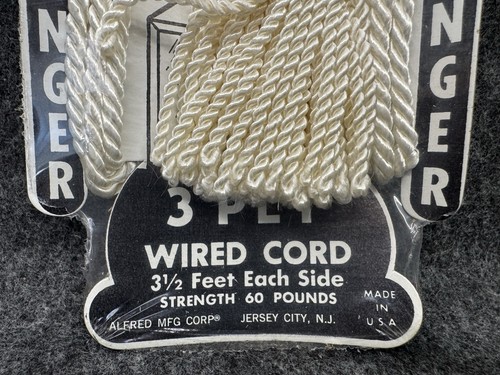 NGER
NGER
3 PLY
WIRED CORD
3½ Feet Each Side
STRENGTH 60 POUNDS
MADE
IN
USA
ALFRED MFG CORP® JERSEY CITY, N.J.